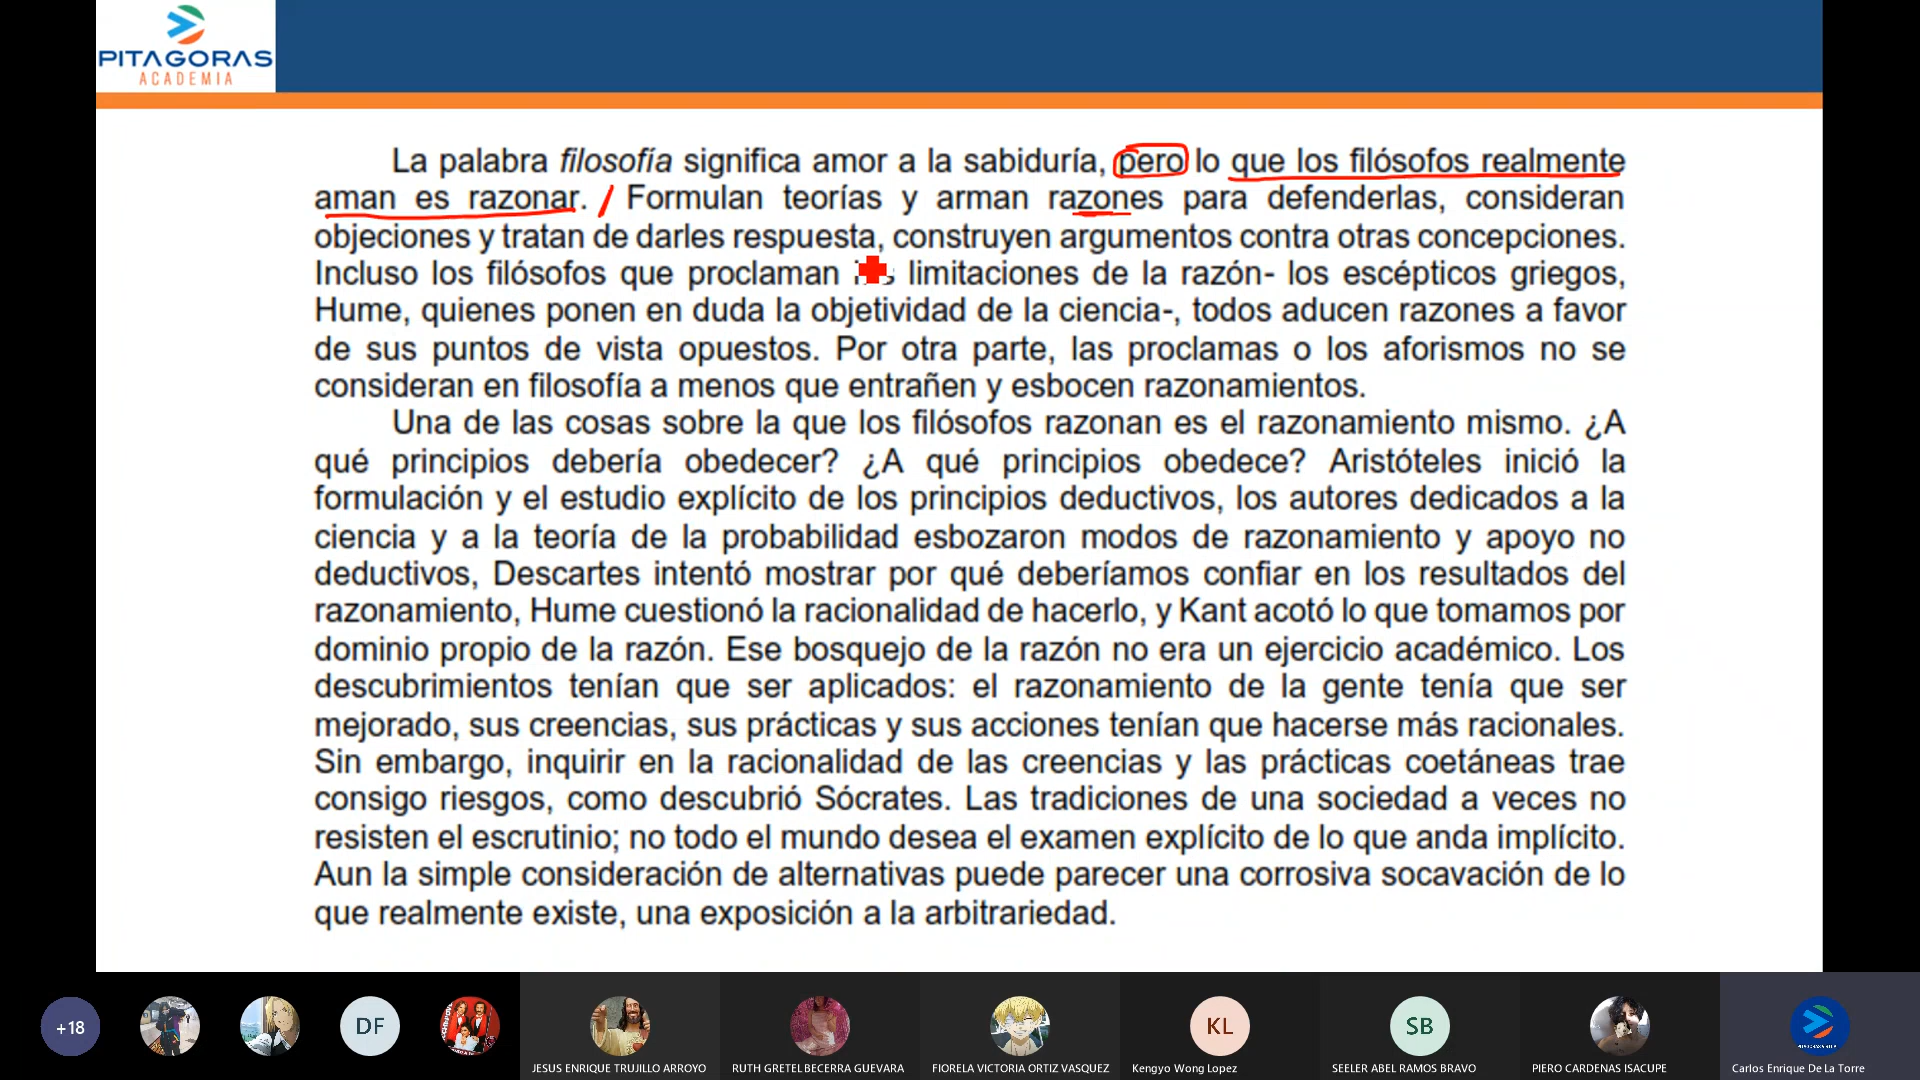 PITAGORAS
ACADEMIA
La palabra filosofía significa amor a la sabiduría, pero lo que los filósofos realmente
aman es razonar. / Formulan teorías y arman razones para defenderlas, consideran
objeciones y tratan de darles respuesta, construyen argumentos contra otras concepciones.
Incluso los filósofos que proclaman limitaciones de la razón- los escépticos griegos,
Hume, quienes ponen en duda la objetividad de la ciencia-, todos aducen razones a favor
de sus puntos de vista opuestos. Por otra parte, las proclamas o los aforismos no se
consideran en filosofía a menos que entrañen y esbocen razonamientos.
Una de las cosas sobre la que los filósofos razonan es el razonamiento mismo. ¿A
qué principios debería obedecer? ¿A qué principios obedece? Aristóteles inició la
formulación y el estudio explícito de los principios deductivos, los autores dedicados a la
ciencia y a la teoría de la probabilidad esbozaron modos de razonamiento y apoyo no
deductivos, Descartes intentó mostrar por qué deberíamos confiar en los resultados del
razonamiento, Hume cuestionó la racionalidad de hacerlo, y Kant acotó lo que tomamos por
dominio propio de la razón. Ese bosquejo de la razón no era un ejercicio académico. Los
descubrimientos tenían que ser aplicados: el razonamiento de la gente tenía que ser
mejorado, sus creencias, sus prácticas y sus acciones tenían que hacerse más racionales.
Sin embargo, inquirir en la racionalidad de las creencias y las prácticas coetáneas trae
consigo riesgos, como descubrió Sócrates. Las tradiciones de una sociedad a veces no
resisten el escrutinio; no todo el mundo desea el examen explícito de lo que anda implícito.
Aun la simple consideración de alternativas puede parecer una corrosiva socavación de lo
que realmente existe, una exposición a la arbitrariedad.
+18
DF
KL
SB
JESUS ENRIQUE TRUJILLO ARROYO
RUTH GRETEL BECERRA GUEVARA
FIORELA VICTORIA ORTIZ VASQUEZ
Kengyo Wong Lopez
SEELER ABEL RAMOS BRAVO
PIERO CARDENAS ISACUPE
Carlos Enrique De La Torre